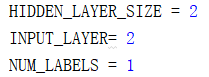 HIDDEN_LAYER_SIZE = 2
INPUT_LAYER= 2
NUM_LABELS = 1